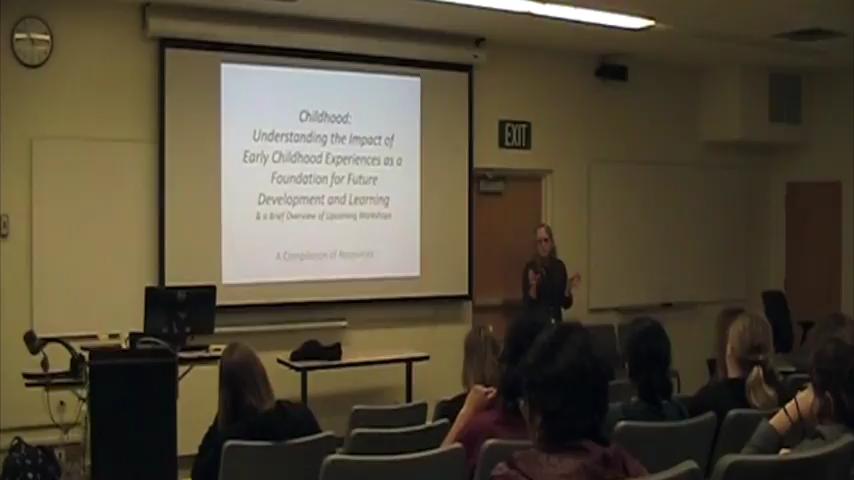 Childhood:
Understanding the Impact of
Early Childhood Experiences as a
Foundation for Future
Development and Learning
& a Brief Overview of Upcoming Workshops
A Compilation of Resources
EXIT